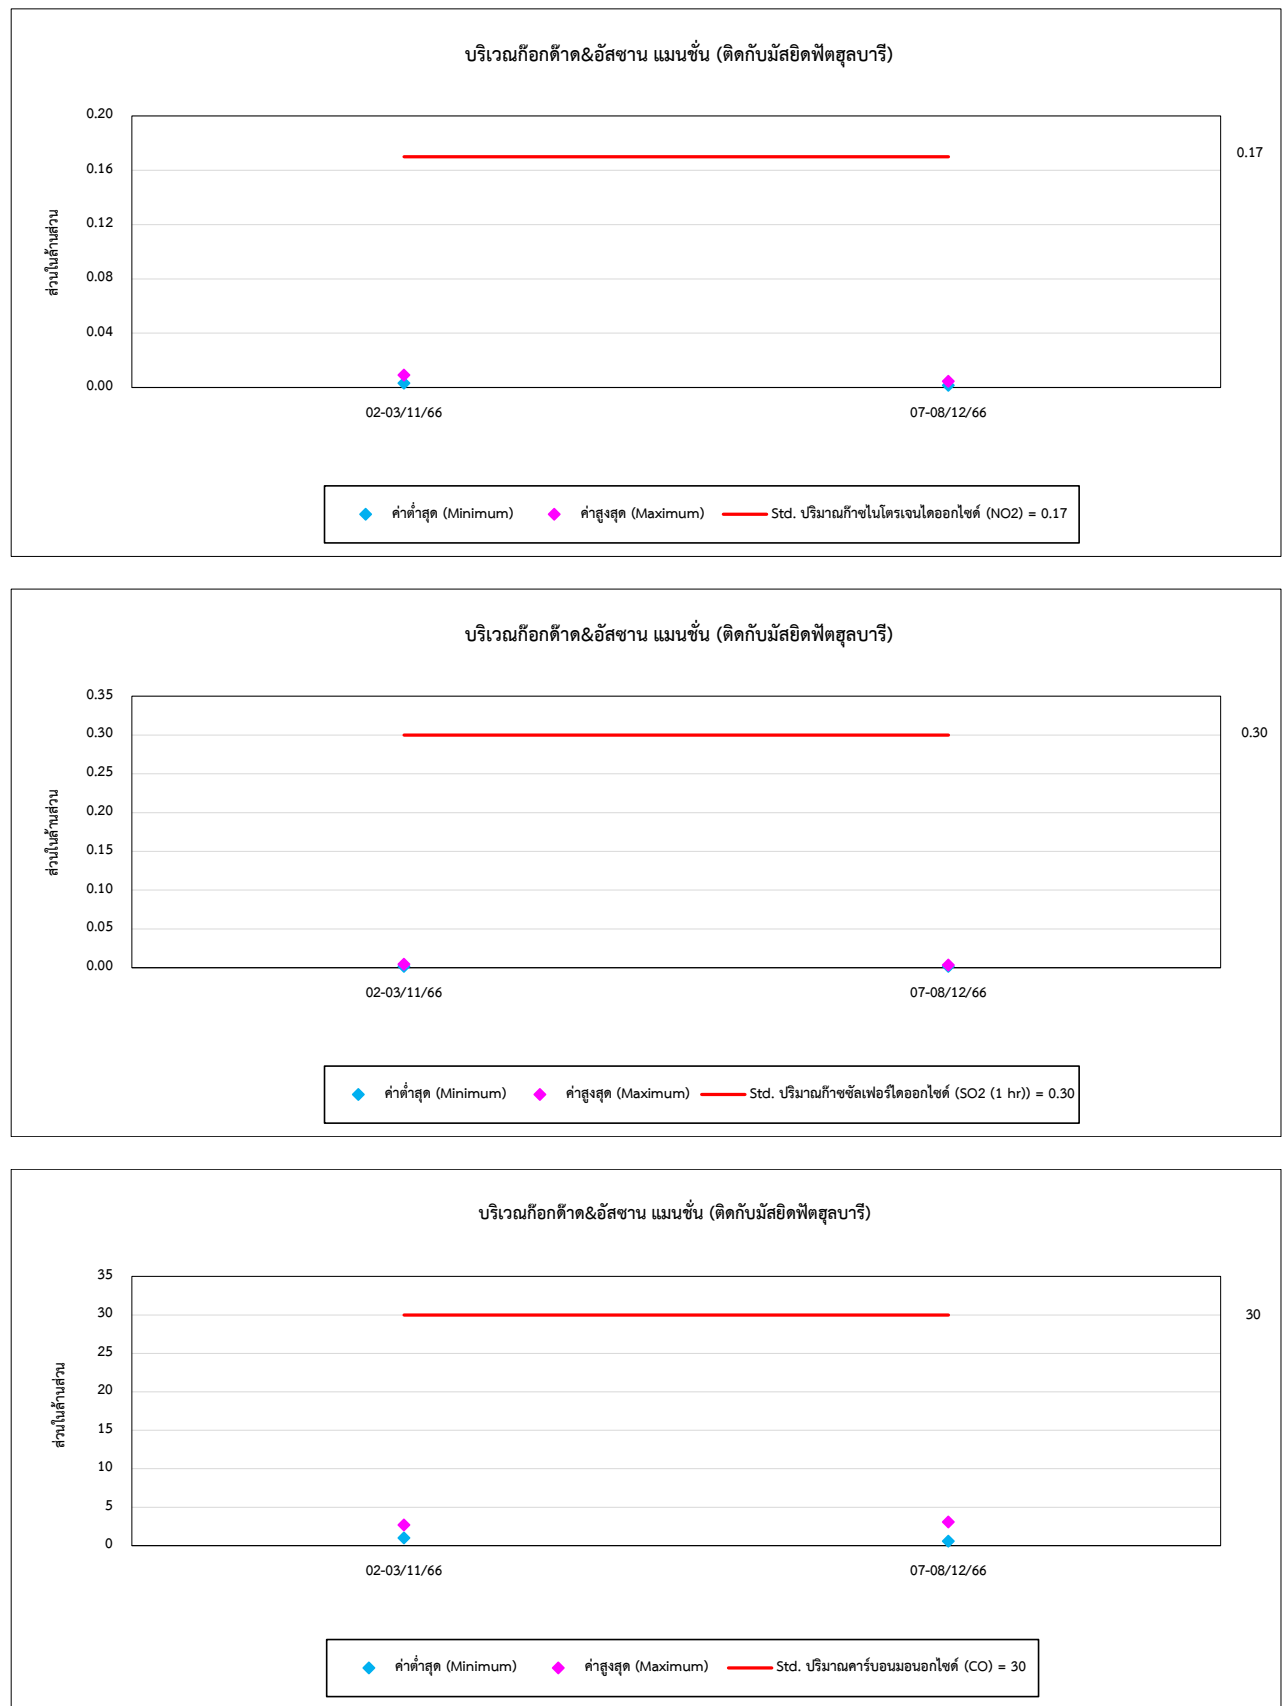 บริเวณก๊อกด๊าด&อัสซาน แมนชั่น (ติดกับมัสยิดฟัตฮุลบารี)
0.20
0.17
0.16
0.12
0.08
0.04
0.00
ส่วนในล้านส่วน
02-03/11/66 07-08/12/66
ค่าต่ำสุด (Minimum) ค่าสูงสุด (Maximum) Std. ปริมาณก๊าซไนโตรเจนไดออกไซด์ (NO2) = 0.17
บริเวณก๊อกด๊าด&อัสซาน แมนชั่น (ติดกับมัสยิดฟัตฮุลบารี)
0.35
0.30 0.30
0.25
0.20
0.15
0.10
0.05
0.00
ส่วนในล้านส่วน
02-03/11/66 07-08/12/66
ค่าต่ำสุด (Minimum) ค่าสูงสุด (Maximum) Std. ปริมาณก๊าซซัลเฟอร์ไดออกไซด์ (SO2 (1 hr)) = 0.30
บริเวณก๊อกด๊าด&อัสซาน แมนชั่น (ติดกับมัสยิดฟัตฮุลบารี)
35
30 30
25
20
15
10
5
0
ส่วนในล้านส่วน
02-03/11/66 07-08/12/66
ค่าต่ำสุด (Minimum) ค่าสูงสุด (Maximum) Std. ปริมาณคาร์บอนมอนอกไซด์ (CO) = 30